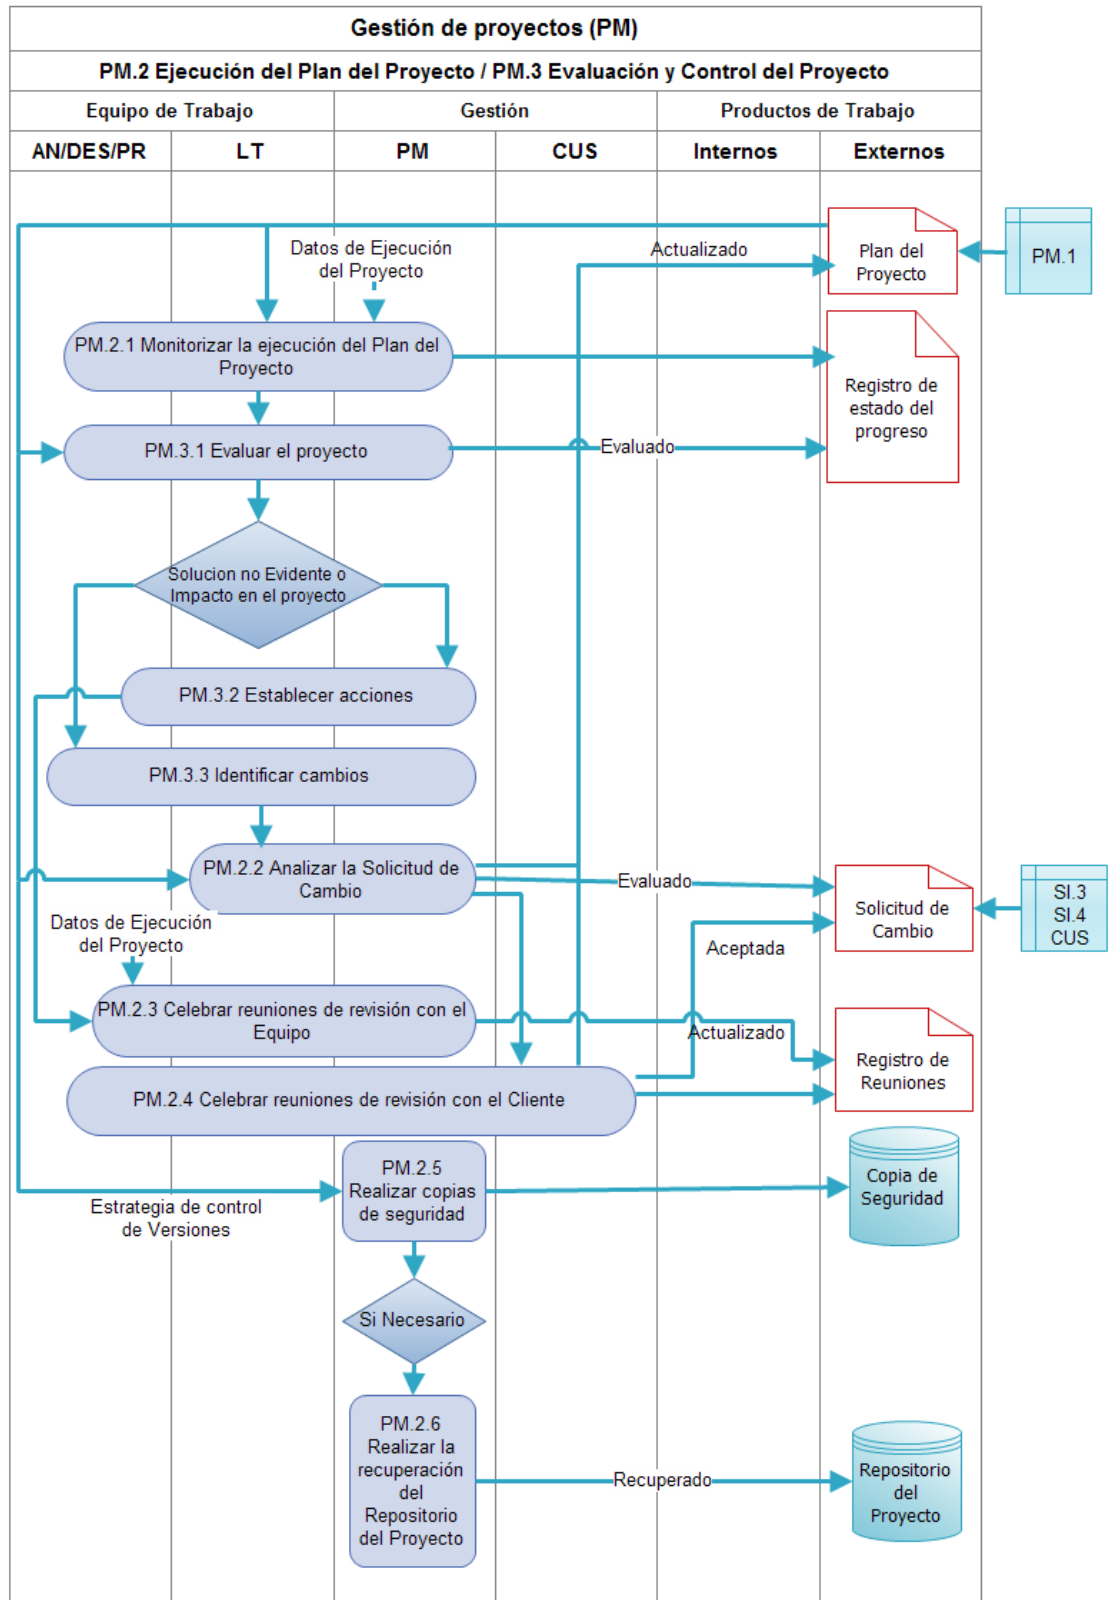 Gestión de proyectos (PM)
PM.2 Ejecución del Plan del Proyecto / PM.3 Evaluación y Control del Proyecto
Equipo de Trabajo
Gestión
Productos de Trabajo
AN/DES/PR
LT
PM
CUS
Internos
Externos
Datos de Ejecución
del Proyecto
Actualizado
Plan del
Proyecto
PM.1
PM.2.1 Monitorizar la ejecución del Plan del
Proyecto
Registro de
estado del
progreso
PM.3.1 Evaluar el proyecto
Evaluado
Solucion no Evidente o
Impacto en el proyecto
PM.3.2 Establecer acciones
PM.3.3 Identificar cambios
PM.2.2 Analizar la Solicitud de
Cambio
Evaluado
Solicitud de
Cambio
SI.3
SI.4
CUS
Datos de Ejecución
del Proyecto
Aceptada
PM.2.3 Celebrar reuniones de revisión con el
Equipo
Actualizado
Registro de
Reuniones
PM.2.4 Celebrar reuniones de revisión con el Cliente
PM.2.5
Realizar copias
de seguridad
Copia de
Seguridad
Estrategia de control
de Versiones
Si Necesario
PM.2.6
Realizar la
recuperación
del
Repositorio
del Proyecto
Recuperado
Repositorio
del
Proyecto